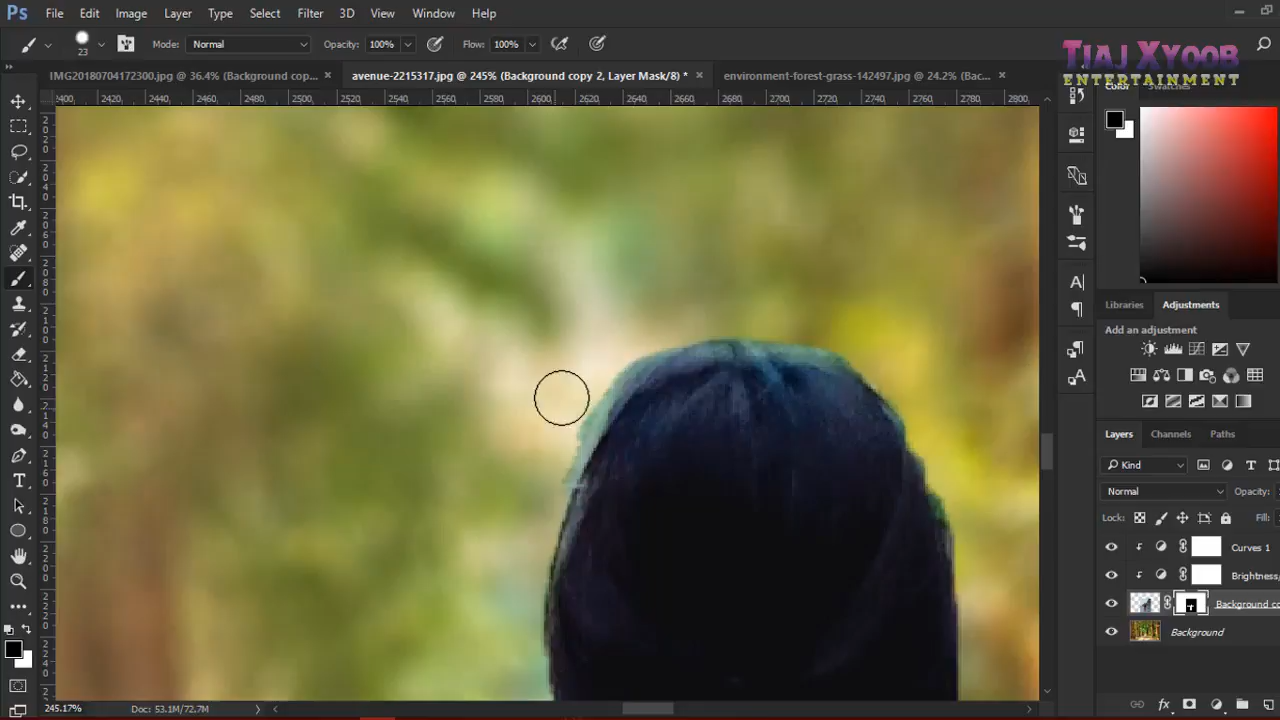 Ps File Edit Image Layer Type Select Filter 3D View Window Help
23 Mode: Normal Opacity: 100% Flow: 100%
TIAJ XYOOB
ENTERTAINMENT
IMG20180704172300.jpg @ 36.4% (Background cop... × avenue-2215317.jpg @ 245% (Background copy 2, Layer Mask/8) * × environment-forest-grass-142497.jpg @ 24.2% (Bac... ×
Color Swatches
2400 2420 2440 2460 2480 2500 2520 2540 2560 2580 2600 2620 2640 2660 2680 2700 2720 2740 2760 2780 2800
Libraries Adjustments
Add an adjustment
Layers Channels Paths
Kind
Normal Opacity:
Lock: Fill:
Curves 1
Brightness/
Background co
Background
245.17% Doc: 53.1M/72.7M